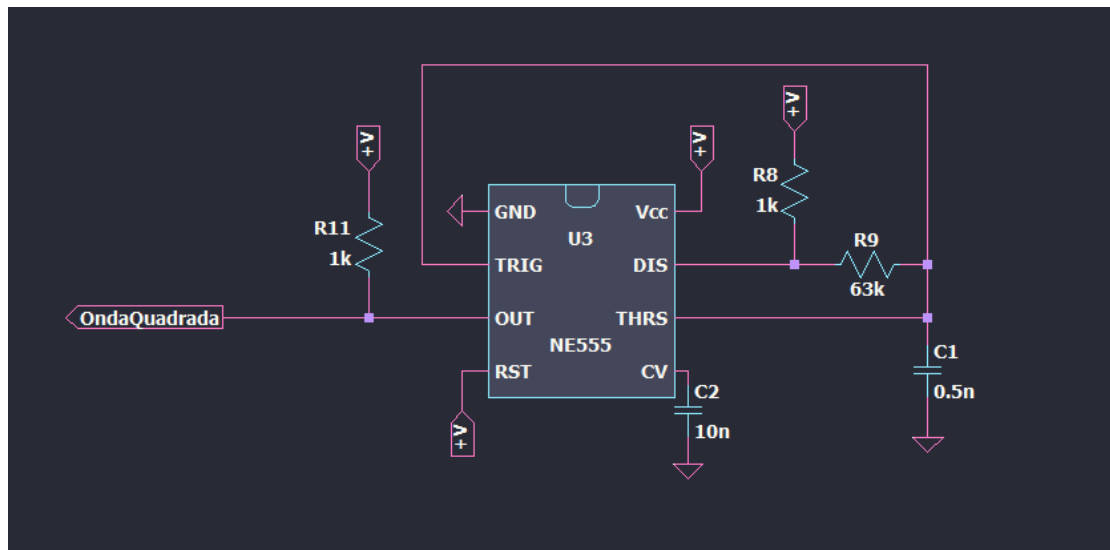 +V
+V
+V
R8
1k
R11
1k
GND
Vcc
U3
R9
63k
TRIG
DIS
OndaQuadrada
OUT
THRS
NE555
C1
0.5n
RST
CV
C2
10n
+V